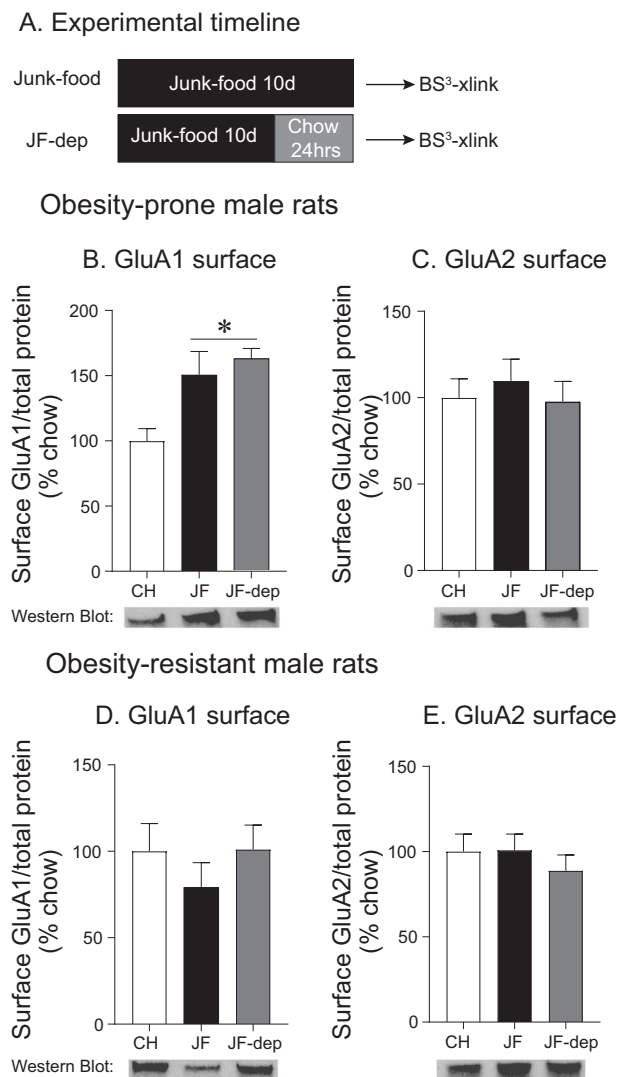 A. Experimental timeline
Junk-food
Junk-food 10d
BS³-xlink
JF-dep
Junk-food 10d
Chow
24hrs
BS³-xlink
Obesity-prone male rats
B. GluA1 surface
Surface GluA1/total protein
(% chow)
200
150
100
50
0
*
CH JF JF-dep
Western Blot:
C. GluA2 surface
Surface GluA2/total protein
(% chow)
150
100
50
0
CH JF JF-dep
Obesity-resistant male rats
D. GluA1 surface
Surface GluA1/total protein
(% chow)
150
100
50
0
CH JF JF-dep
Western Blot:
E. GluA2 surface
Surface GluA2/total protein
(% chow)
150
100
50
0
CH JF JF-dep